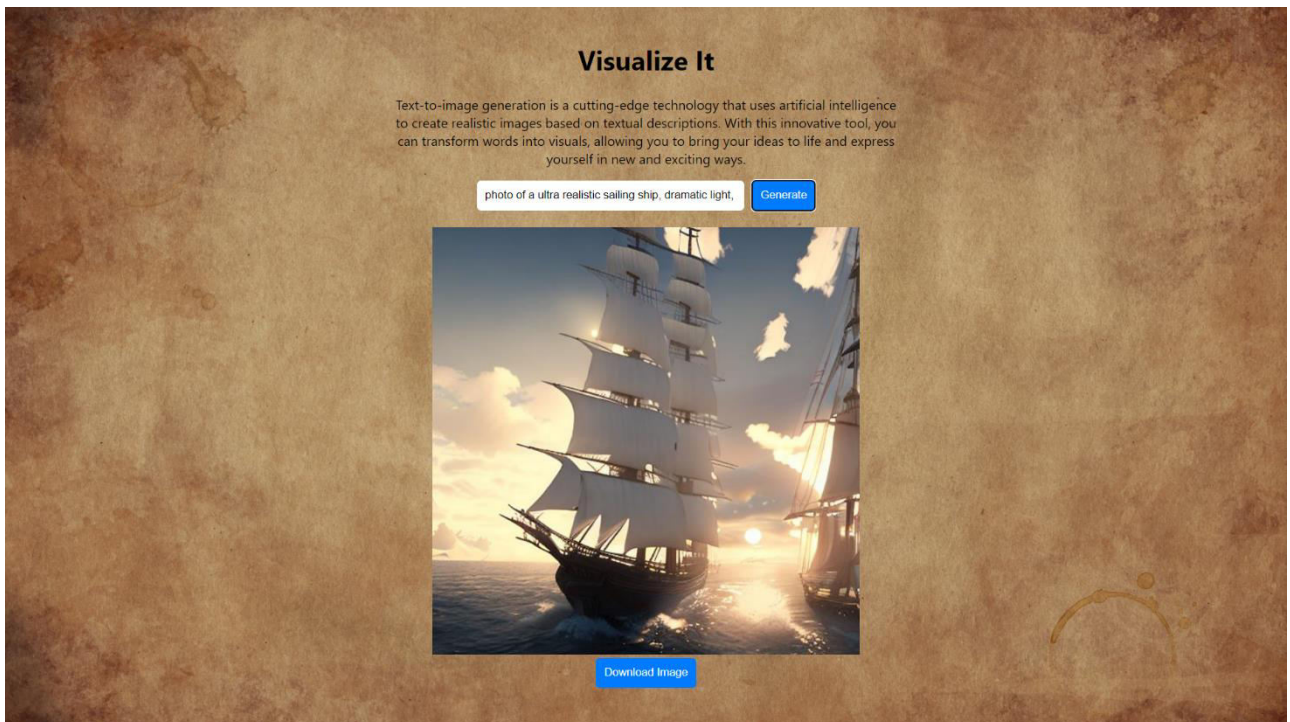 Visualize It
Text-to-image generation is a cutting-edge technology that uses artificial intelligence
to create realistic images based on textual descriptions. With this innovative tool, you
can transform words into visuals, allowing you to bring your ideas to life and express
yourself in new and exciting ways.
photo of a ultra realistic sailing ship, dramatic light,
Generate
Download Image